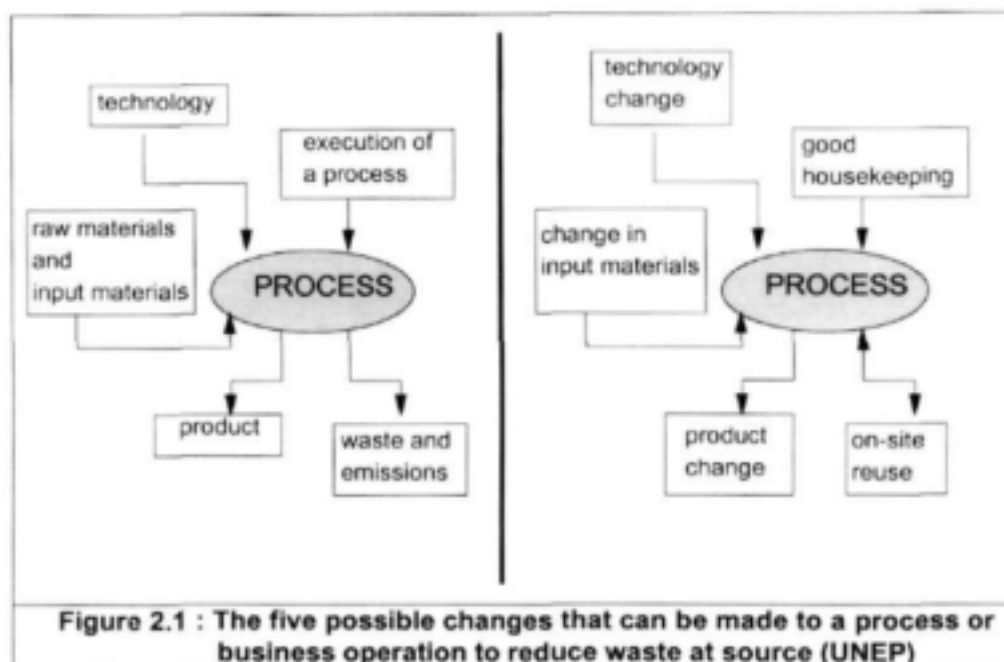 technology
execution of
a process
raw materials
and
input materials
PROCESS
product
waste and
emissions
technology
change
good
housekeeping
change in
input materials
PROCESS
product
change
on-site
reuse
Figure 2.1 : The five possible changes that can be made to a process or
business operation to reduce waste at source (UNEP)